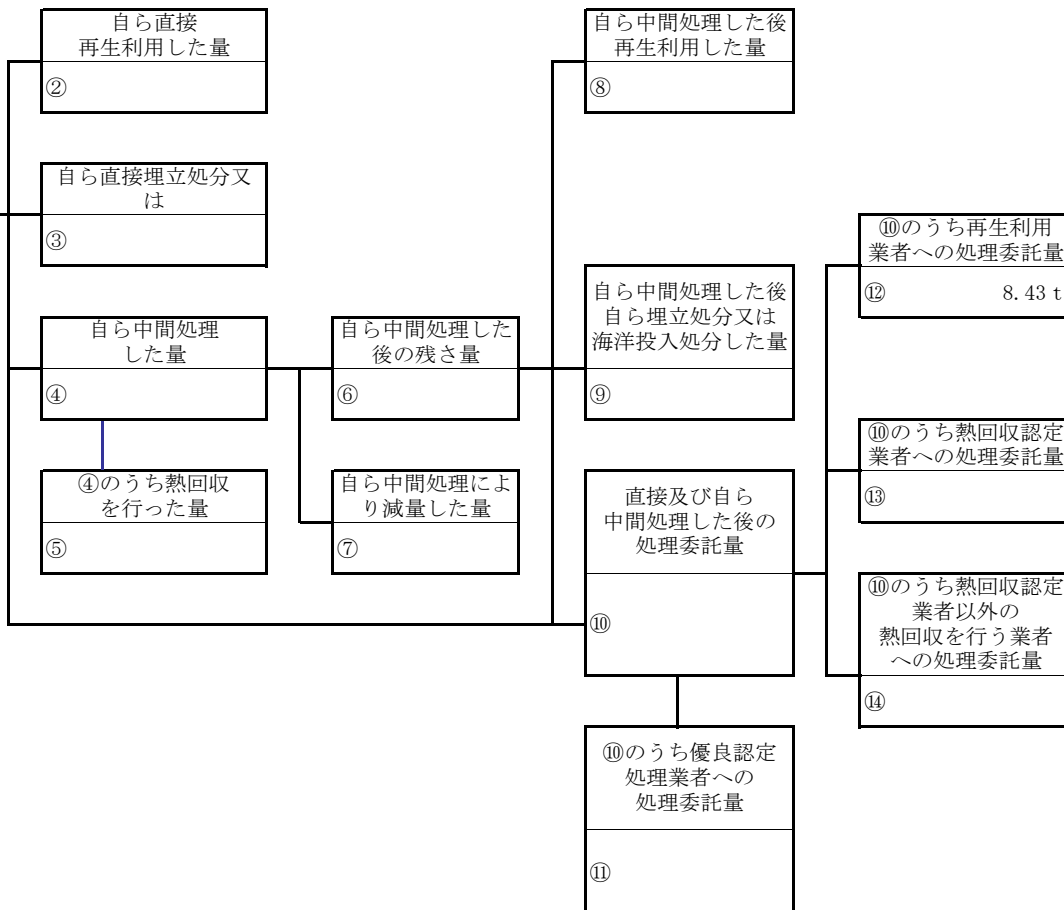 自ら直接
再生利用した量
②
自ら中間処理した後
再生利用した量
⑧
自ら直接埋立処分又
は
③
⑩のうち再生利用
業者への処理委託量
⑫ 8.43 t
自ら中間処理した後
自ら埋立処分又は
海洋投入処分した量
⑨
自ら中間処理
した量
④
自ら中間処理した
後の残さ量
⑥
⑩のうち熱回収認定
業者への処理委託量
⑬
④のうち熱回収
を行った量
⑤
自ら中間処理によ
り減量した量
⑦
直接及び自ら
中間処理した後の
処理委託量
⑩
⑩のうち熱回収認定
業者以外の
熱回収を行う業者
への処理委託量
⑭
⑩のうち優良認定
処理業者への
処理委託量
⑪